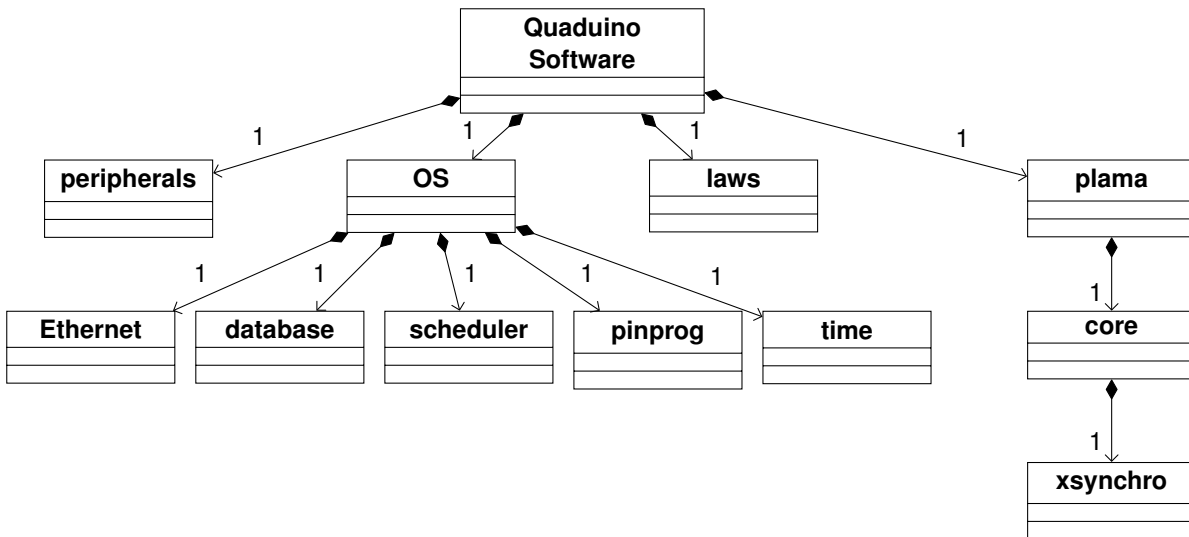 Quaduino
Software
1
1
1
1
peripherals
OS
laws
plama
1
1
1
1
1
1
Ethernet
database
scheduler
pinprog
time
core
1
xsynchro